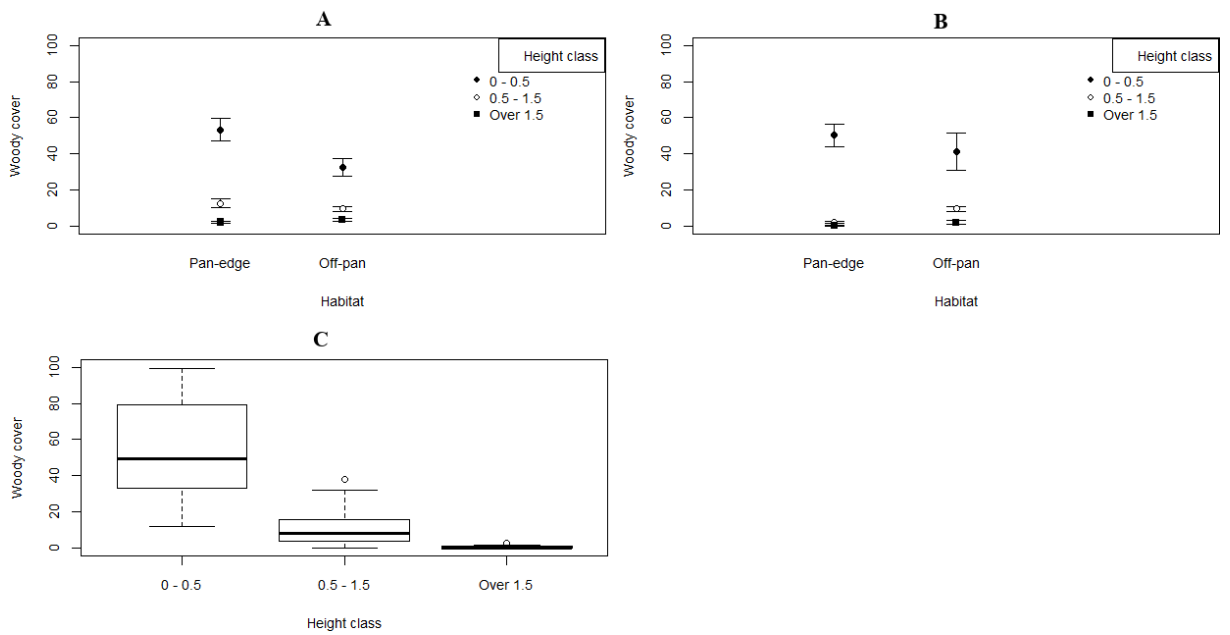 A
Woody cover
100
80
60
40
20
0
Height class
0 - 0.5
0.5 - 1.5
Over 1.5
Pan-edge Off-pan
Habitat
B
Woody cover
100
80
60
40
20
0
Height class
0 - 0.5
0.5 - 1.5
Over 1.5
Pan-edge Off-pan
Habitat
C
Woody cover
100
80
60
40
20
0
0 - 0.5 0.5 - 1.5 Over 1.5
Height class